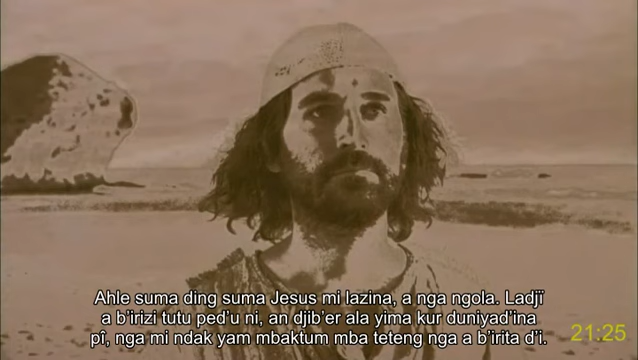 Ahle suma ding suma Jesus mi lazina, a nga ngola. Ladjï
a b'irizi tutu ped'u ni, an djib'er ala yima kur duniyad'ina
pî, nga mi ndak yam mbaktum mba teteng nga a b'irita d'i.
21:25